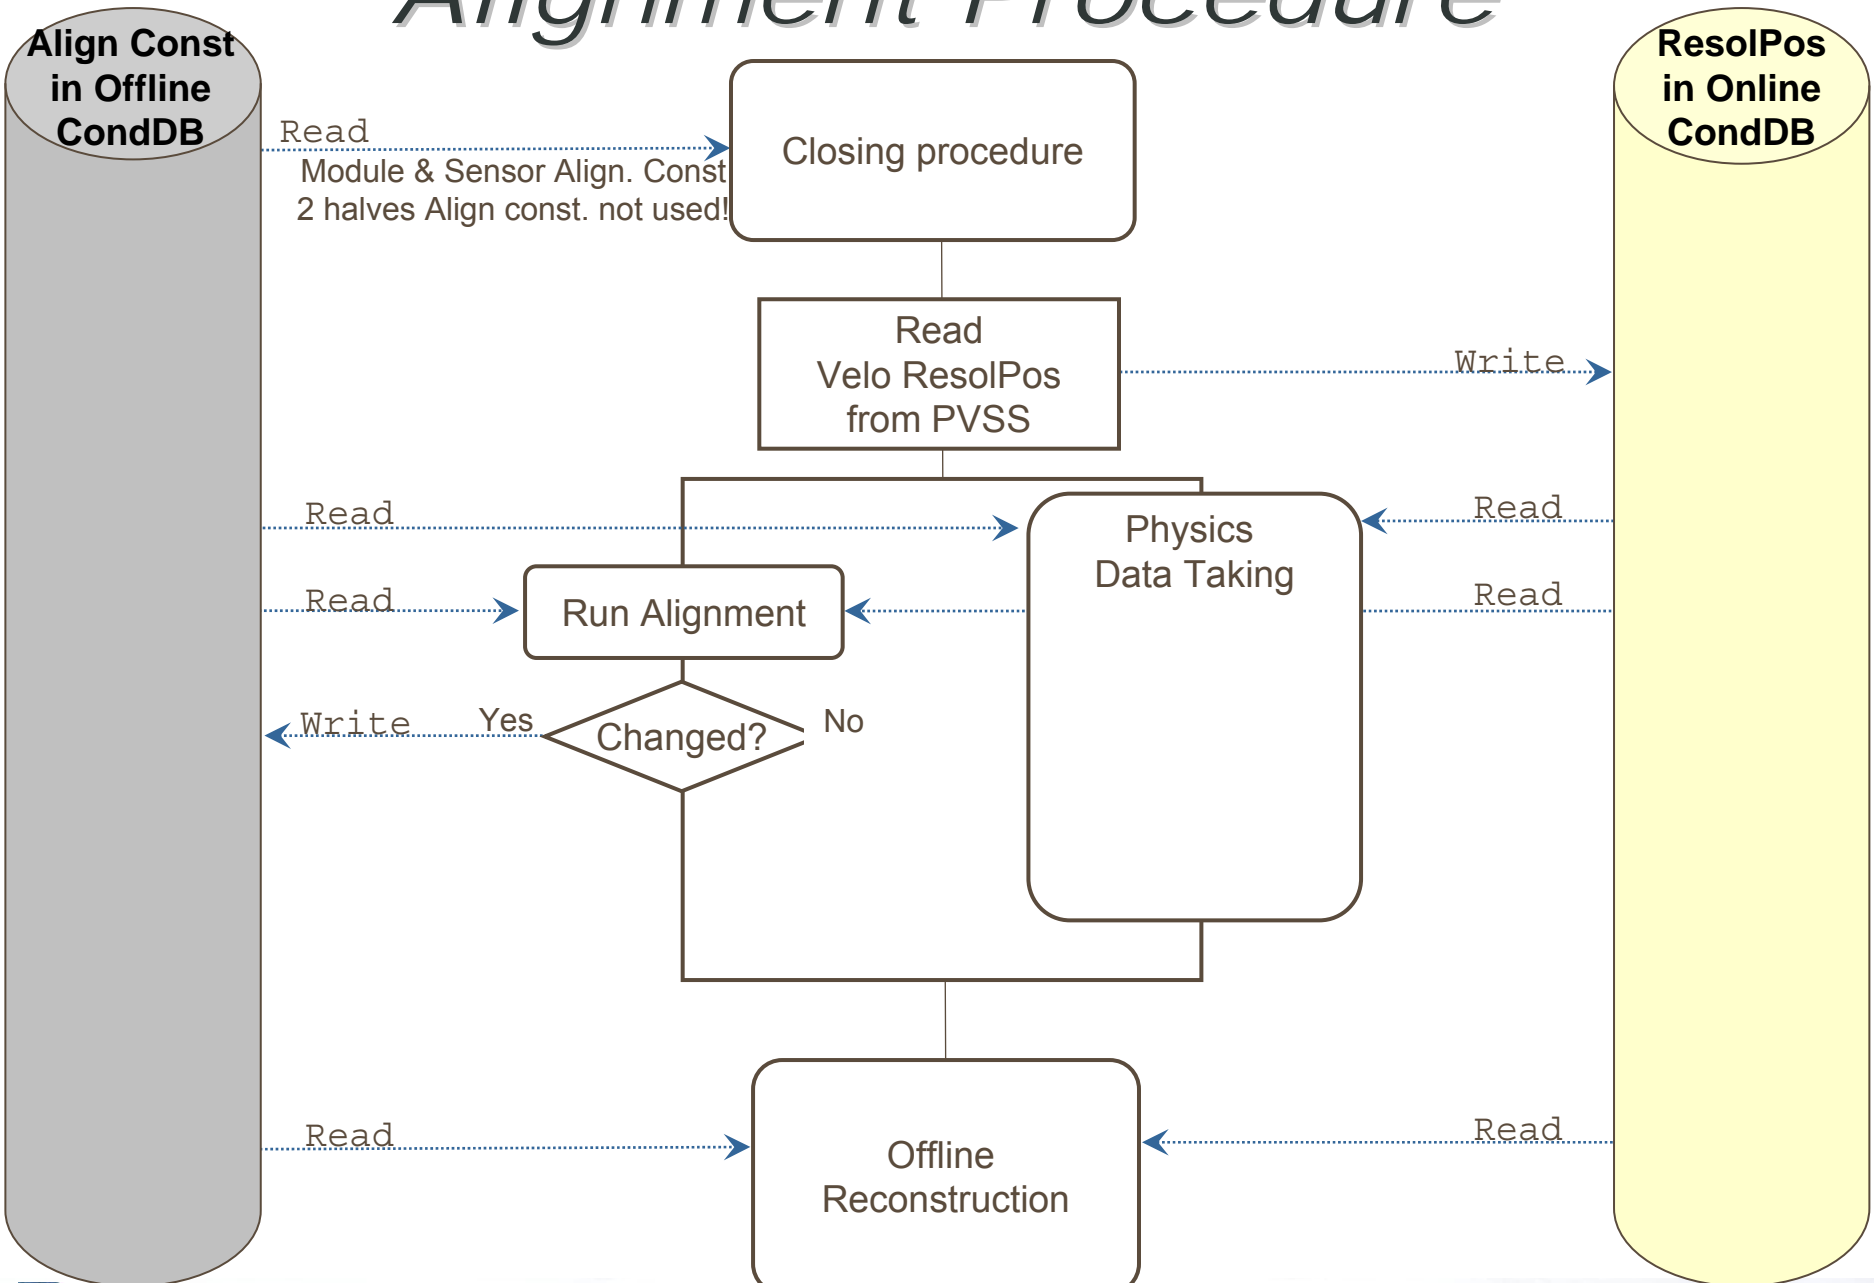 Alignment Procedure
Align Const
in Offline
CondDB
ResolPos
in Online
CondDB
Read
Module & Sensor Align. Const
2 halves Align const. not used!
Closing procedure
Read
Velo ResolPos
from PVSS
Write
Read
Physics
Data Taking
Read
Read
Run Alignment
Read
Write
Yes
Changed?
No
Read
Offline
Reconstruction
Read